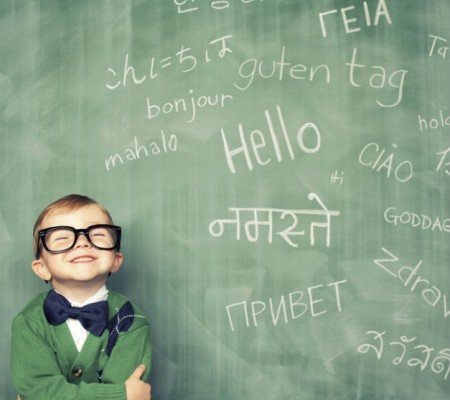 ΓΕΙΑ
こんにちは
guten tag
bonjour
mahalo
Hello
CIAO
Hi
नमस्ते
GODDAG
ПРИВЕТ